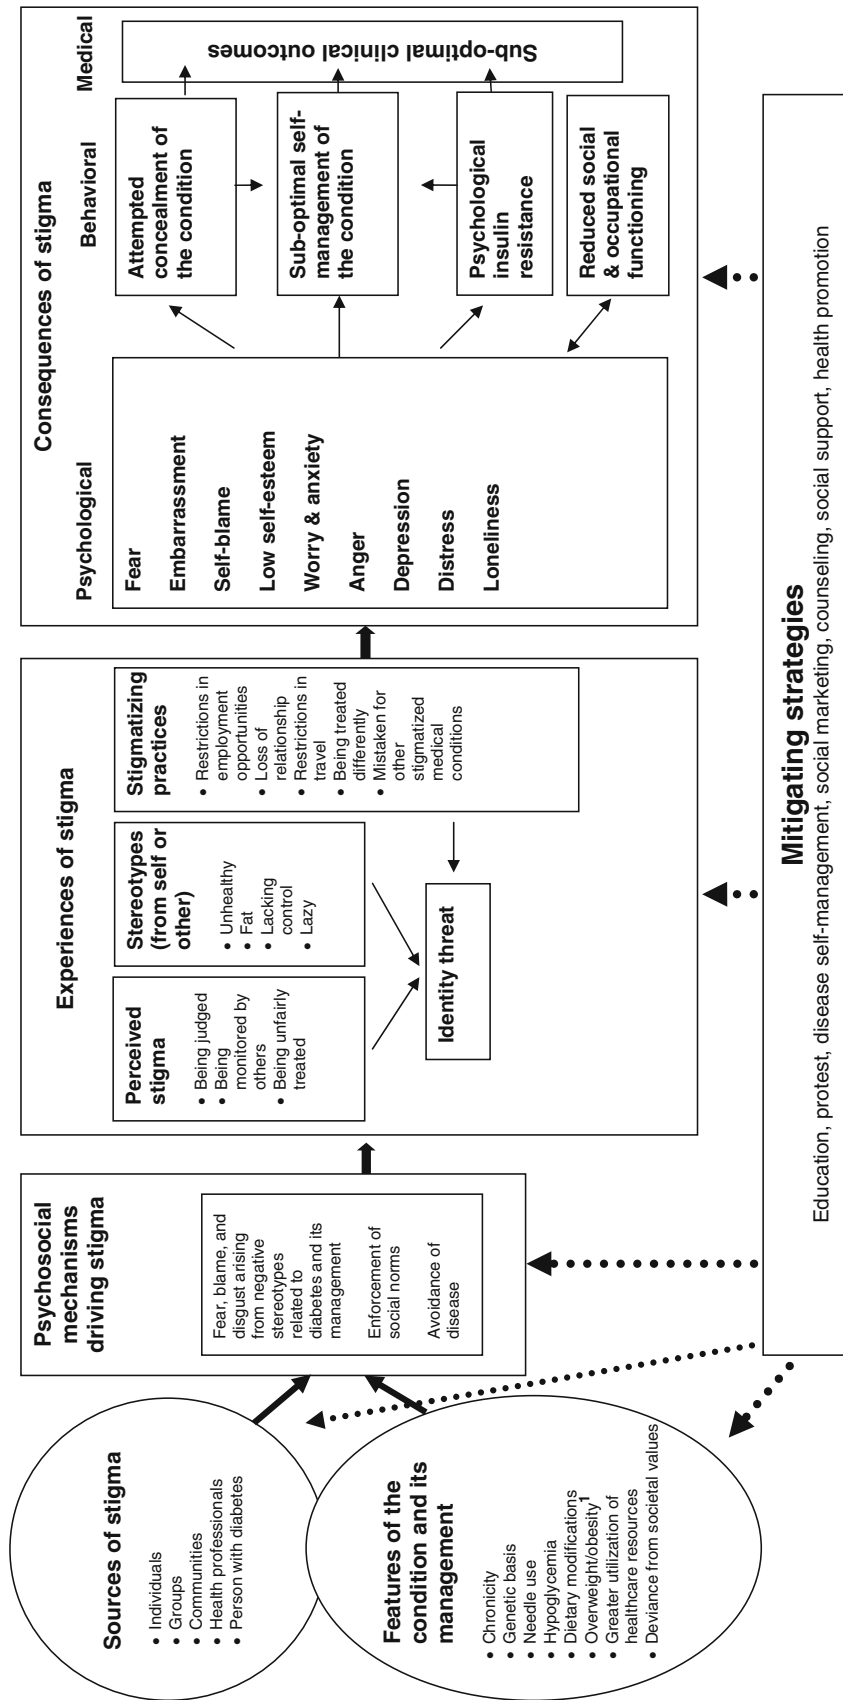 Sources of stigma
• Individuals
• Groups
• Communities
• Health professionals
• Person with diabetes
Features of the
condition and its
management
• Chronicity
• Genetic basis
• Needle use
• Hypoglycemia
• Dietary modifications
• Overweight/obesity¹
• Greater utilization of
healthcare resources
• Deviance from societal values
Psychosocial
mechanisms
driving stigma
Fear, blame, and
disgust arising
from negative
stereotypes
related to
diabetes and its
management
Enforcement of
social norms
Avoidance of
disease
Experiences of stigma
Perceived
stigma
• Being judged
• Being
monitored by
others
• Being unfairly
treated
Stereotypes
(from self or
other)
• Unhealthy
• Fat
• Lacking
control
• Lazy
Stigmatizing
practices
• Restrictions in
employment
opportunities
• Loss of
relationship
• Restrictions in
travel
• Being treated
differently
• Mistaken for
other
stigmatized
medical
conditions
Identity threat
Consequences of stigma
Psychological
Behavioral
Medical
Fear
Embarrassment
Self-blame
Low self-esteem
Worry & anxiety
Anger
Depression
Distress
Loneliness
Attempted
concealment of
the condition
Sub-optimal self-
management of
the condition
Psychological
insulin
resistance
Reduced social
& occupational
functioning
Sub-optimal clinical outcomes
Mitigating strategies
Education, protest, disease self-management, social marketing, counseling, social support, health promotion